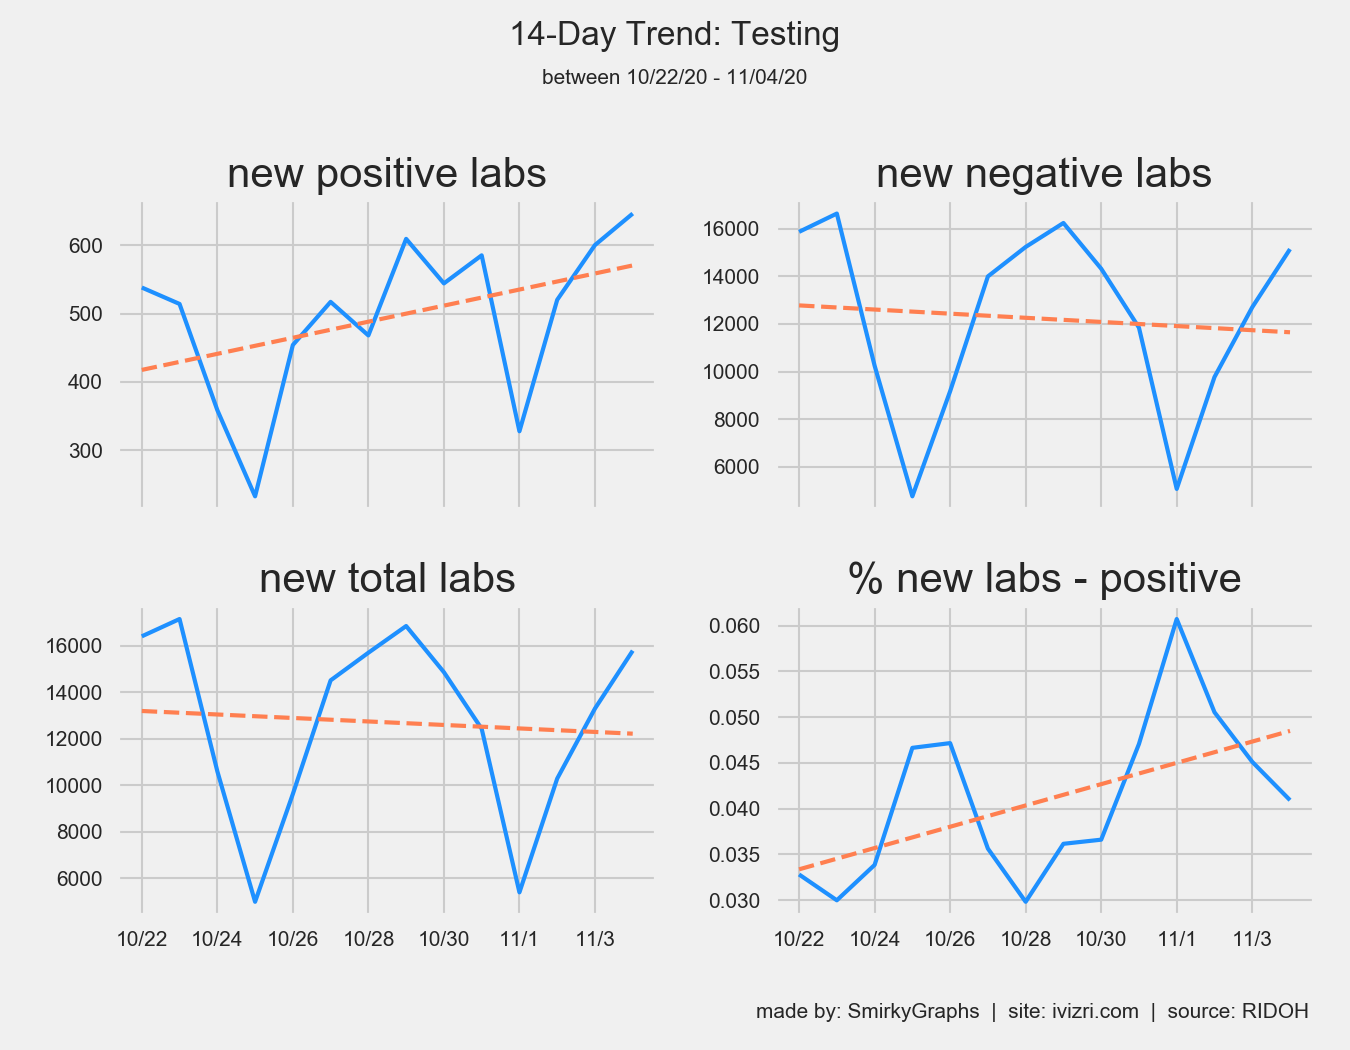 14-Day Trend: Testing
between 10/22/20 - 11/04/20
new positive labs
600
500
400
300
new negative labs
16000
14000
12000
10000
8000
6000
new total labs
16000
14000
12000
10000
8000
6000
10/22 10/24 10/26 10/28 10/30 11/1 11/3
% new labs - positive
0.060
0.055
0.050
0.045
0.040
0.035
0.030
10/22 10/24 10/26 10/28 10/30 11/1 11/3
made by: SmirkyGraphs | site: ivizri.com | source: RIDOH